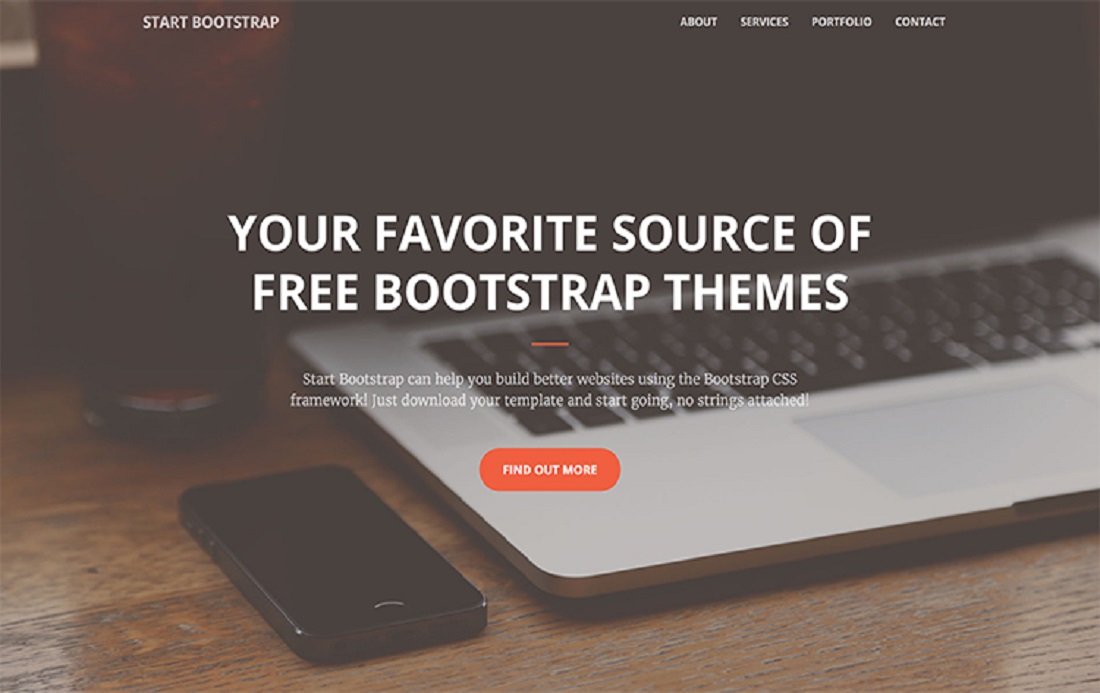 START BOOTSTRAP
ABOUT SERVICES PORTFOLIO CONTACT
YOUR FAVORITE SOURCE OF
FREE BOOTSTRAP THEMES
Start Bootstrap can help you build better websites using the Bootstrap CSS
framework! Just download your template and start going, no strings attached!
FIND OUT MORE